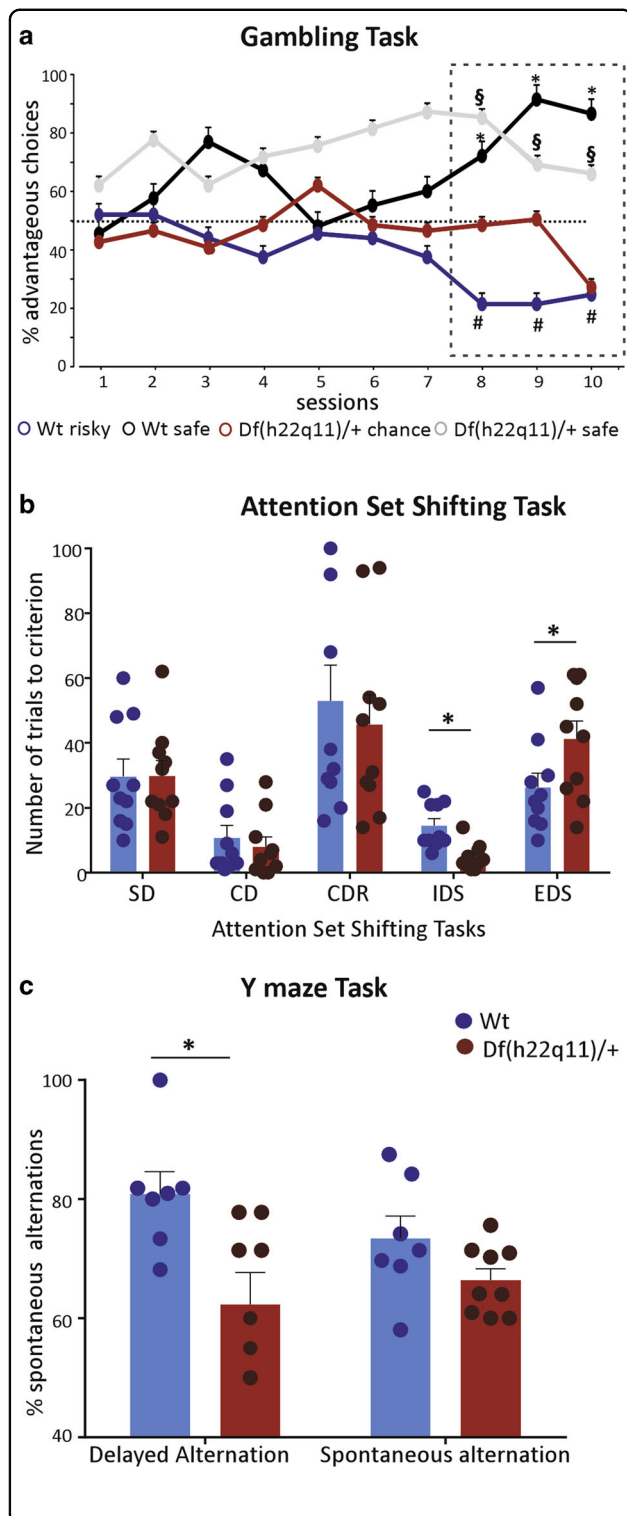 a
Gambling Task
% advantageous choices
100
80
60
40
20
0
§ * *
* § §
# # #
1 2 3 4 5 6 7 8 9 10
sessions
Wt risky Wt safe Df(h22q11)/+ chance Df(h22q11)/+ safe
b
Attention Set Shifting Task
Number of trials to criterion
100
80
60
40
20
0
*
*
SD CD CDR IDS EDS
Attention Set Shifting Tasks
c
Y maze Task
Wt
Df(h22q11)/+
% spontaneous alternations
100
80
60
40
*
Delayed Alternation Spontaneous alternation